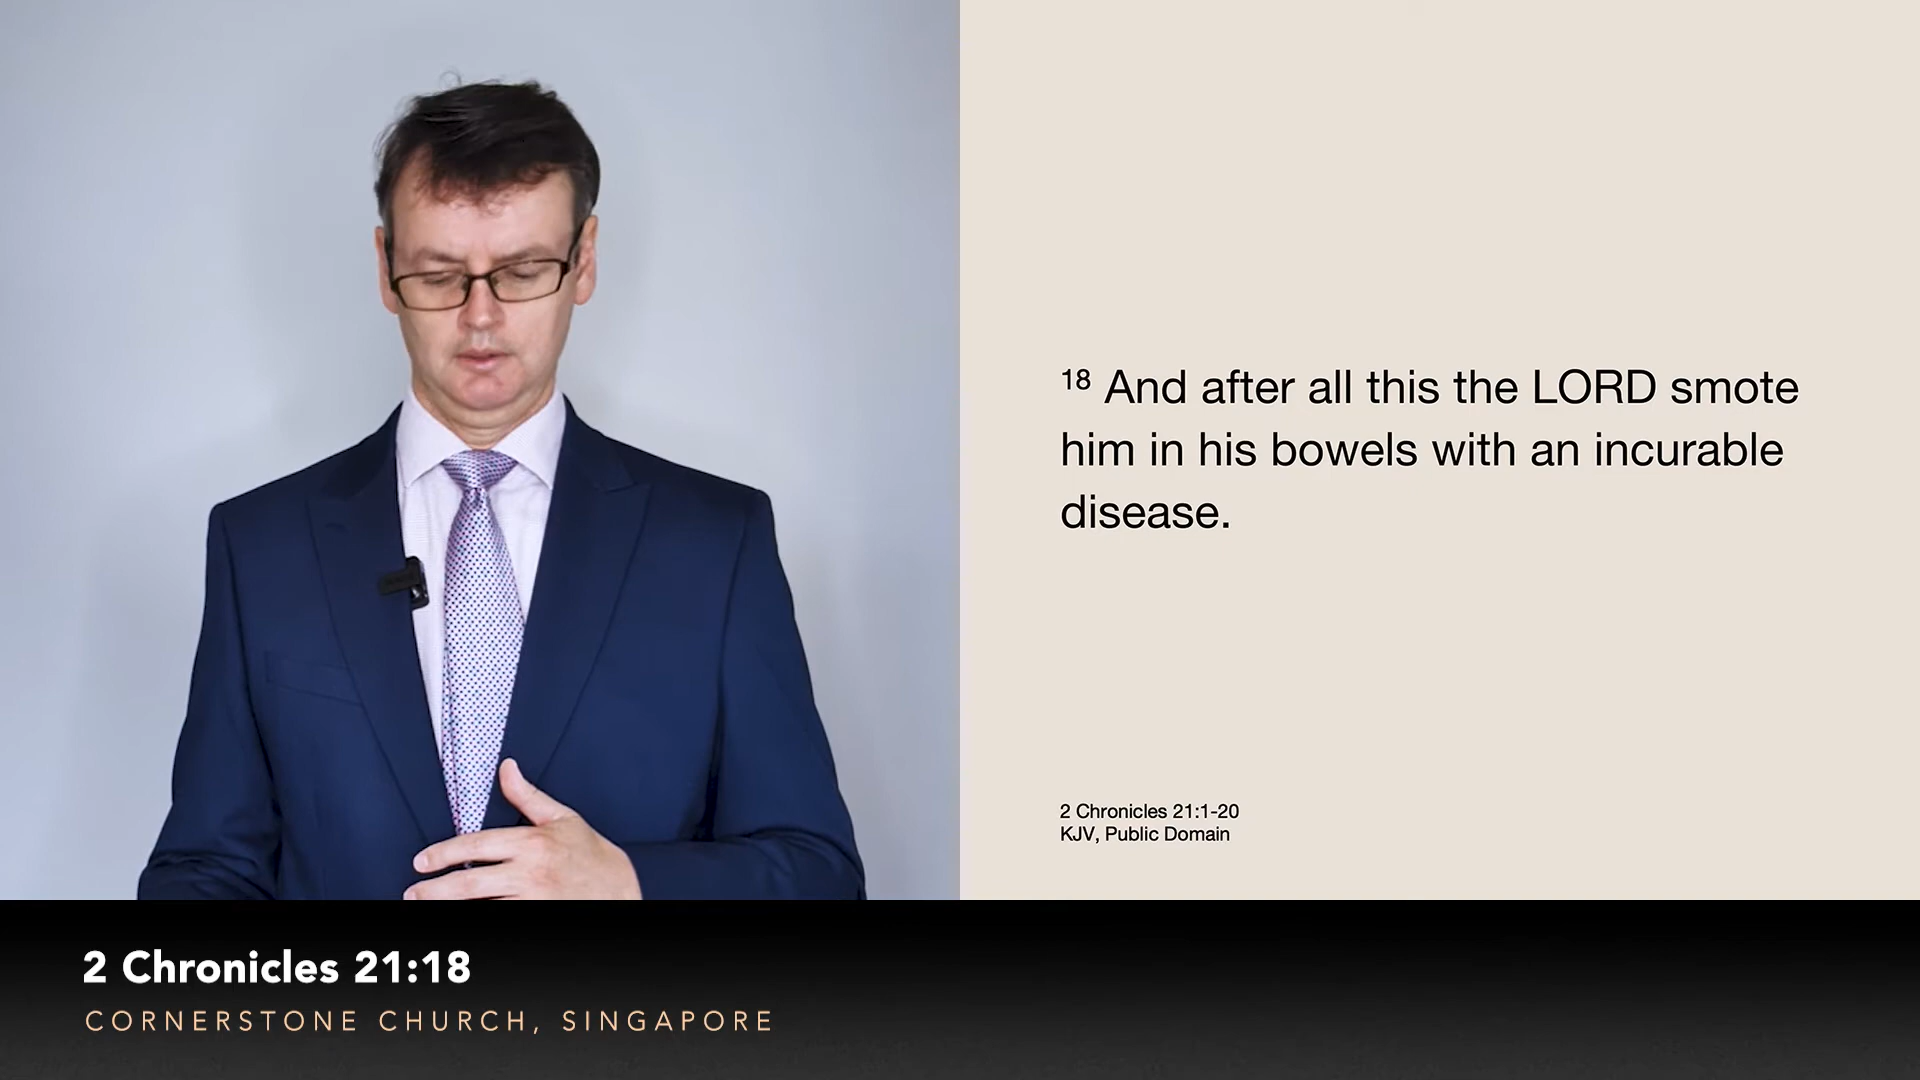 18 And after all this the LORD smote
him in his bowels with an incurable
disease.
2 Chronicles 21:1-20
KJV, Public Domain
2 Chronicles 21:18
CORNERSTONE CHURCH, SINGAPORE